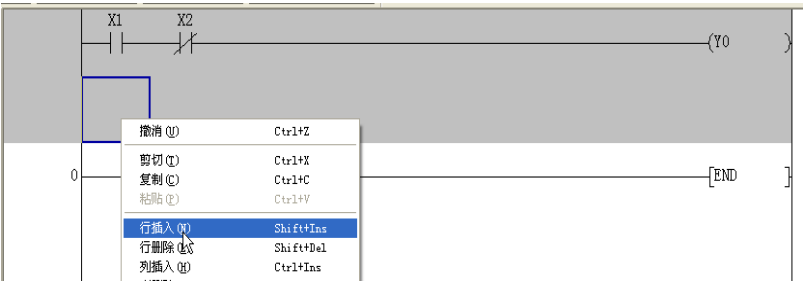 X1 X2
(Y0 )
撤消(U) Ctrl+Z
剪切(T) Ctrl+X
0 [END ]
复制(C) Ctrl+C
粘贴(P) Ctrl+V
行插入(N) Shift+Ins
行删除 Shift+Del
列插入(H) Ctrl+Ins